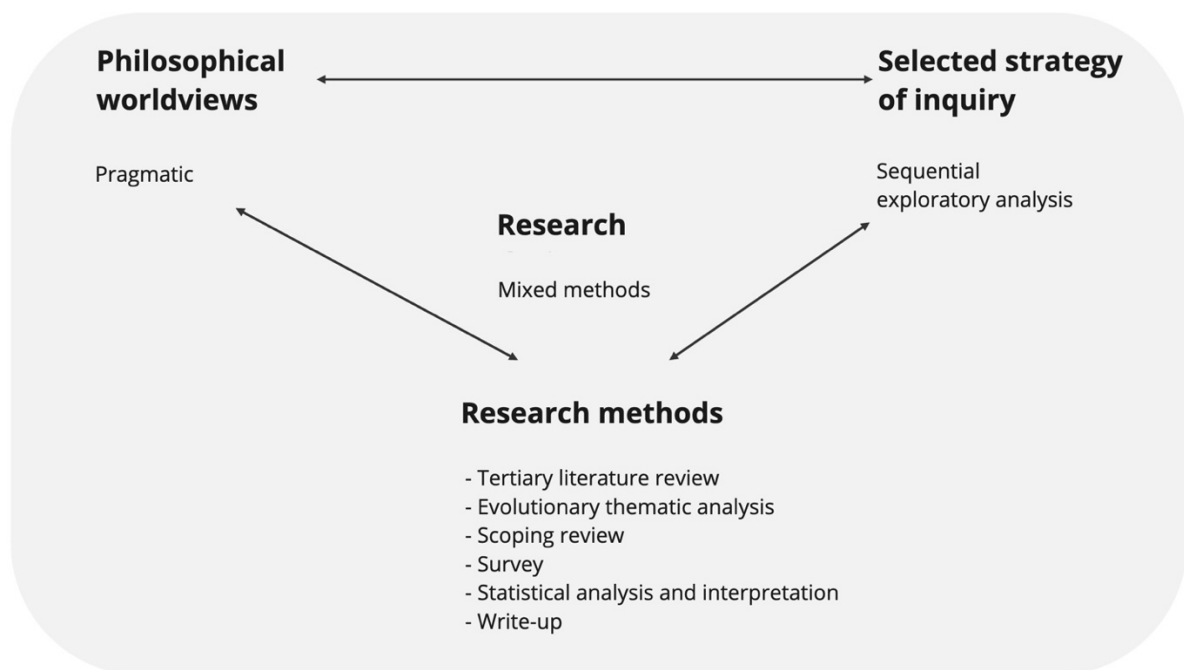 Philosophical
worldviews
Pragmatic
Selected strategy
of inquiry
Sequential
exploratory analysis
Research
Mixed methods
Research methods
- Tertiary literature review
- Evolutionary thematic analysis
- Scoping review
- Survey
- Statistical analysis and interpretation
- Write-up